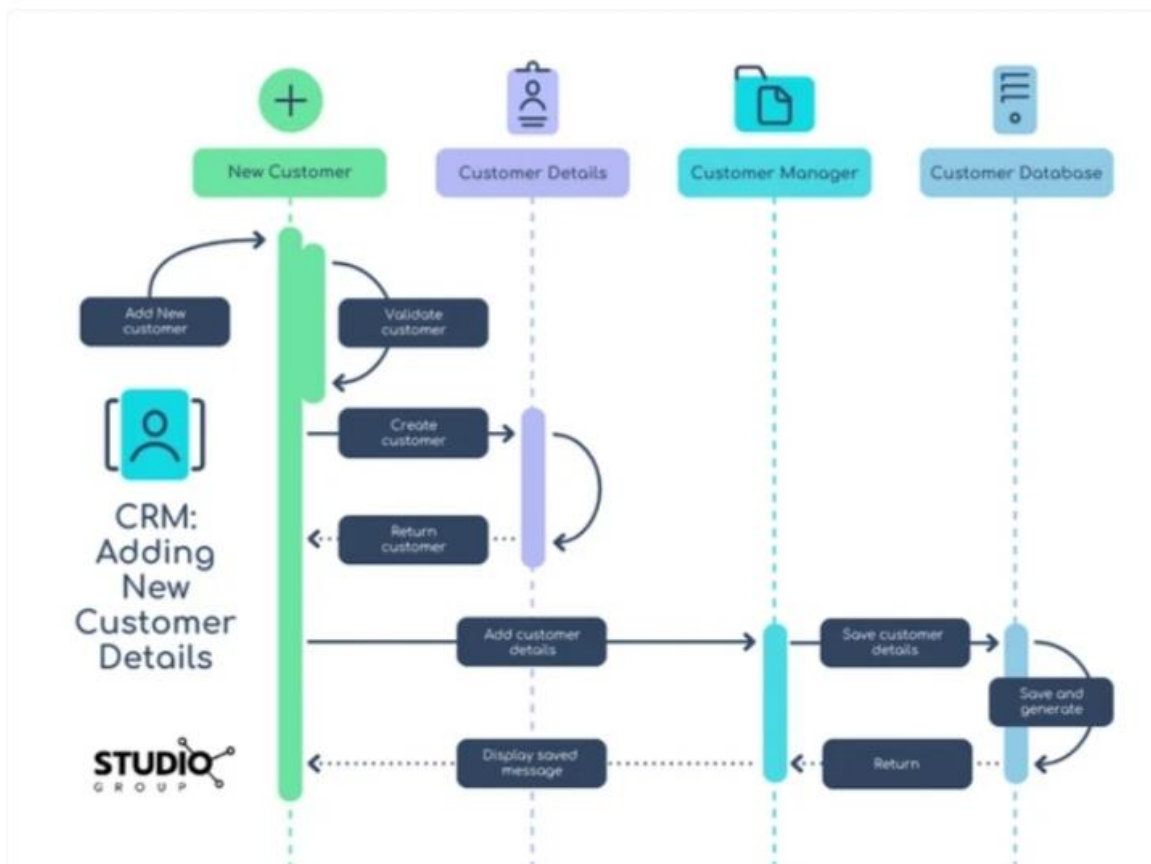 New Customer
Customer Details
Customer Manager
Customer Database
Add New
customer
Validate
customer
Create
customer
Return
customer
CRM:
Adding
New
Customer
Details
Add customer
details
Save customer
details
Save and
generate
Display saved
message
Return
STUDIO
GROUP